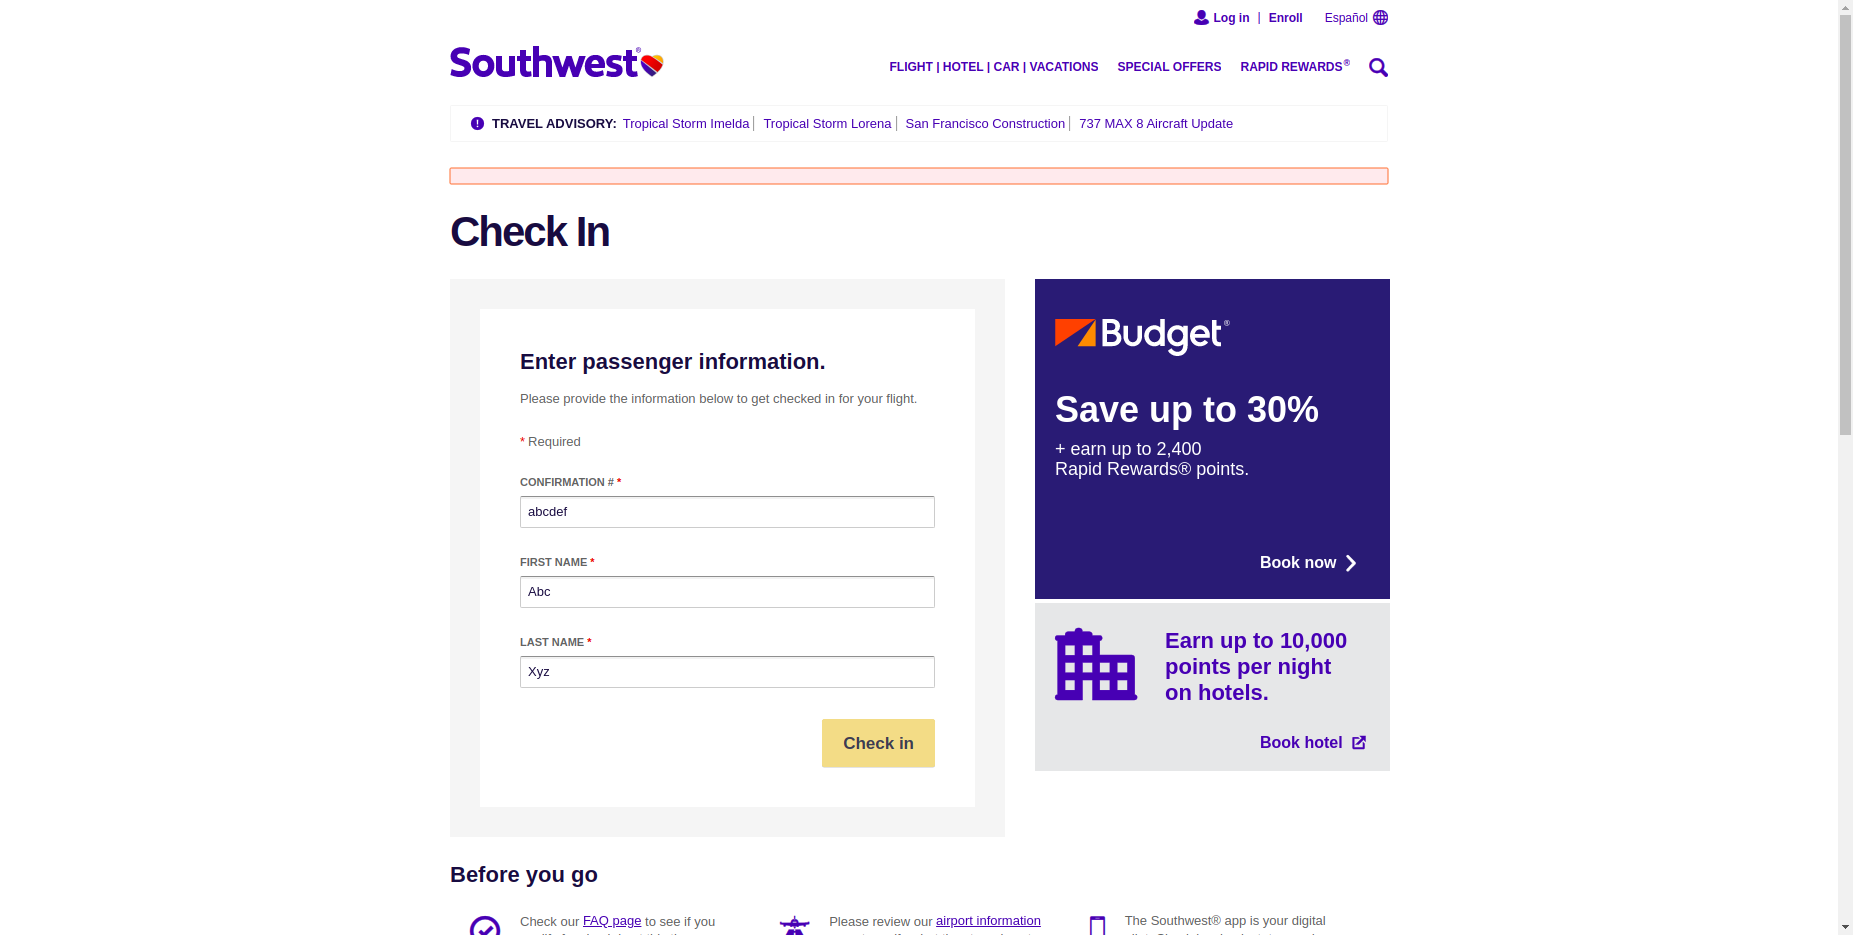 Log in | Enroll Español
Southwest®
FLIGHT | HOTEL | CAR | VACATIONS SPECIAL OFFERS RAPID REWARDS®
TRAVEL ADVISORY: Tropical Storm Imelda Tropical Storm Lorena San Francisco Construction 737 MAX 8 Aircraft Update
Check In
Enter passenger information.
Please provide the information below to get checked in for your flight.
* Required
CONFIRMATION # *
abcdef
FIRST NAME *
Abc
LAST NAME *
Xyz
Check in
Budget®
Save up to 30%
+ earn up to 2,400
Rapid Rewards® points.
Book now
Earn up to 10,000
points per night
on hotels.
Book hotel
Before you go
Check our FAQ page to see if you
Please review our airport information
The Southwest® app is your digital